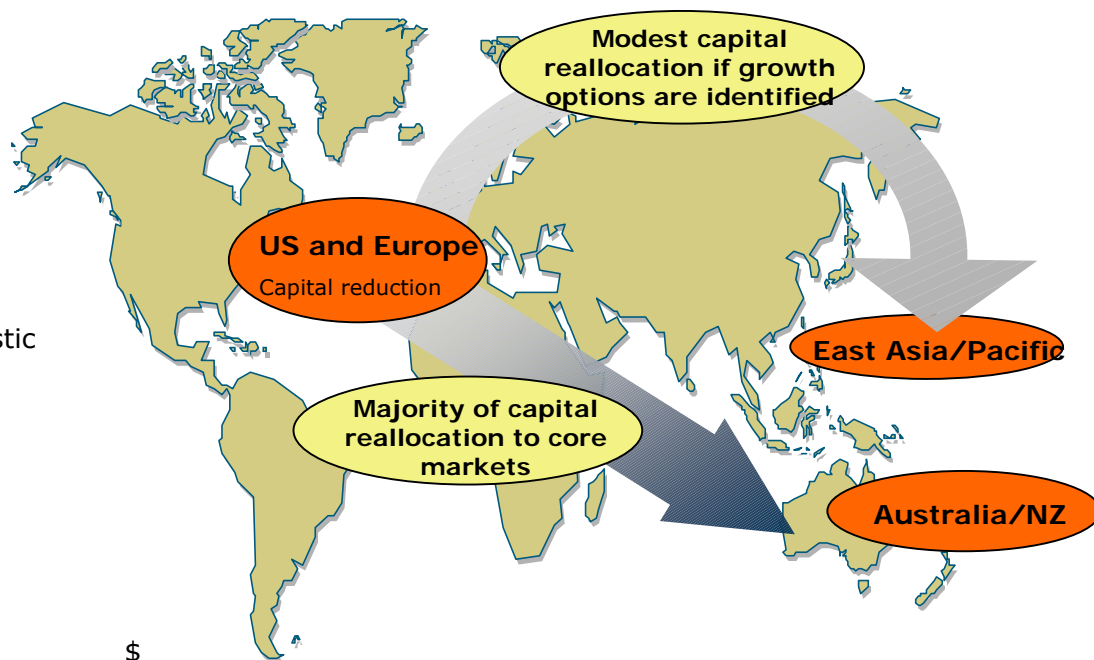 Modest capital
reallocation if growth
options are identified
US and Europe
Capital reduction
stic
East Asia/Pacific
Majority of capital
reallocation to core
markets
Australia/NZ
$